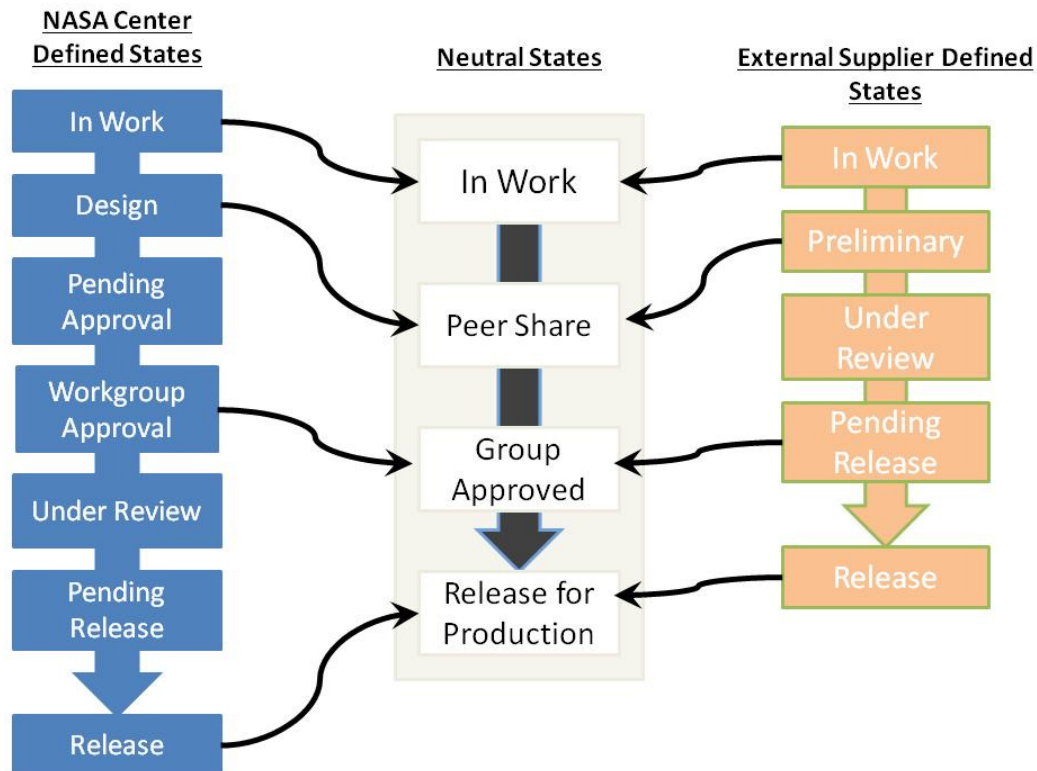 NASA Center
Defined States
In Work
Design
Pending
Approval
Workgroup
Approval
Under Review
Pending
Release
Release
Neutral States
In Work
Peer Share
Group
Approved
Release for
Production
External Supplier Defined
States
In Work
Preliminary
Under
Review
Pending
Release
Release